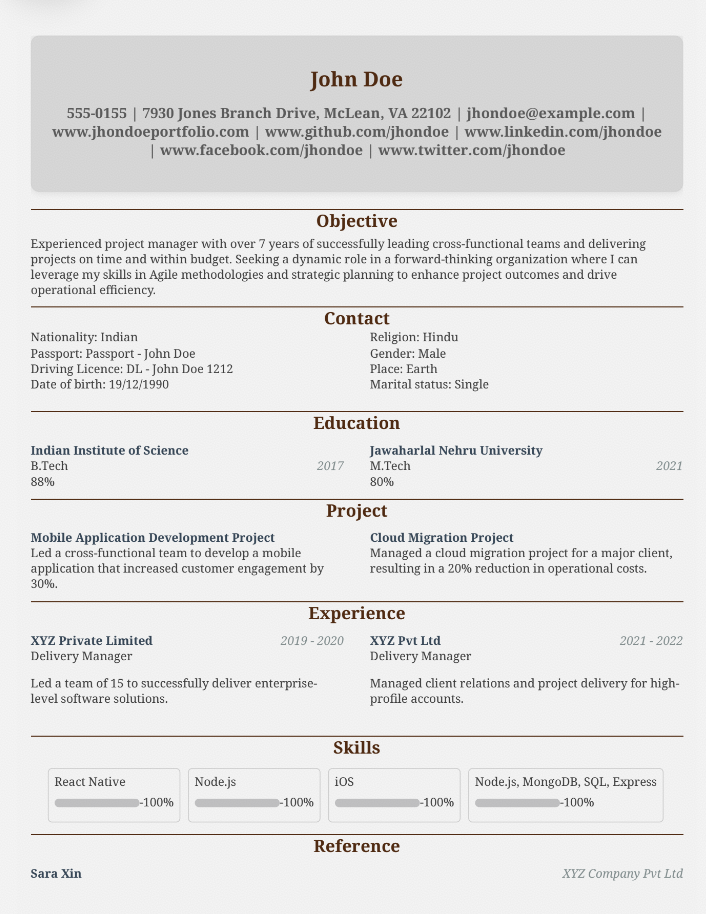 John Doe
555-0155 | 7930 Jones Branch Drive, McLean, VA 22102 | jhondoe@example.com |
www.jhondoeportfolio.com | www.github.com/jhondoe | www.linkedin.com/jhondoe
| www.facebook.com/jhondoe | www.twitter.com/jhondoe
Objective
Experienced project manager with over 7 years of successfully leading cross-functional teams and delivering
projects on time and within budget. Seeking a dynamic role in a forward-thinking organization where I can
leverage my skills in Agile methodologies and strategic planning to enhance project outcomes and drive
operational efficiency.
Contact
Nationality: Indian
Passport: Passport - John Doe
Driving Licence: DL - John Doe 1212
Date of birth: 19/12/1990
Religion: Hindu
Gender: Male
Place: Earth
Marital status: Single
Education
Indian Institute of Science
B.Tech 2017
88%
Jawaharlal Nehru University
M.Tech 2021
80%
Project
Mobile Application Development Project
Led a cross-functional team to develop a mobile
application that increased customer engagement by
30%.
Cloud Migration Project
Managed a cloud migration project for a major client,
resulting in a 20% reduction in operational costs.
Experience
XYZ Private Limited 2019 - 2020
Delivery Manager
Led a team of 15 to successfully deliver enterprise-
level software solutions.
XYZ Pvt Ltd 2021 - 2022
Delivery Manager
Managed client relations and project delivery for high-
profile accounts.
Skills
React Native
-100%
Node.js
-100%
iOS
-100%
Node.js, MongoDB, SQL, Express
-100%
Reference
Sara Xin XYZ Company Pvt Ltd